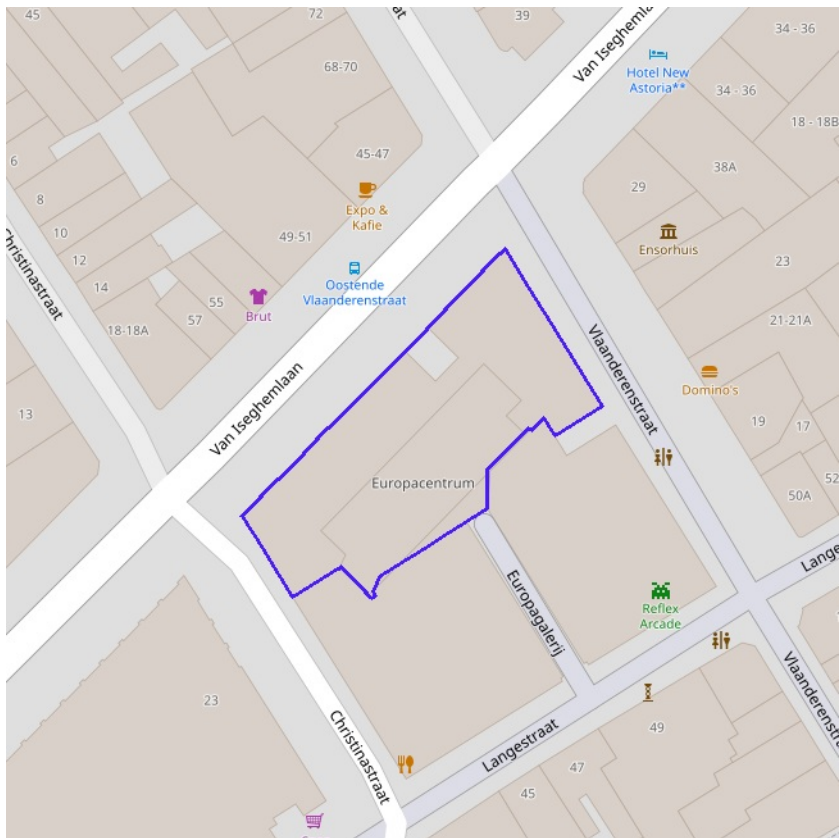 45
72
39
34 - 36
Van Iseghemlaan
Hotel New
Astoria**
34 - 36
68-70
18 - 18B
45-47
38A
6
29
8
Expo &
Kafie
10
49-51
Ensorhuis
12
23
Christinastraat
14
Oostende
Vlaanderenstraat
55
57
Brut
18-18A
21-21A
Vlaanderenstraat
Domino's
Van Iseghemlaan
13
19
17
52
Europacentrum
50A
Europagalerij
Reflex
Arcade
Vlaanderenstraat
23
Christinastraat
Langestraat
49
47
45